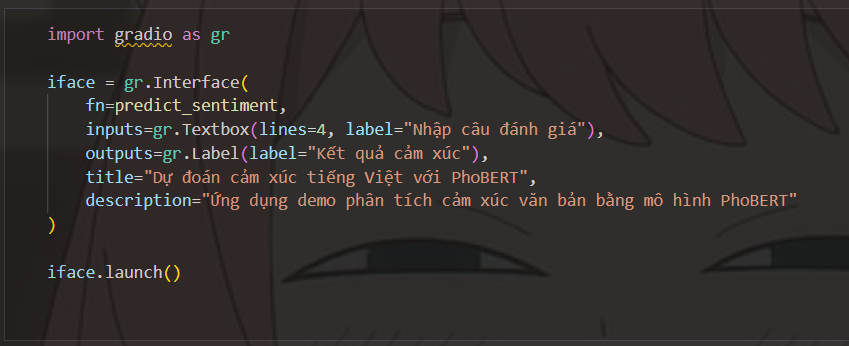 import gradio as gr
iface = gr.Interface(
    fn=predict_sentiment,
    inputs=gr.Textbox(lines=4, label="Nhập câu đánh giá"),
    outputs=gr.Label(label="Kết quả cảm xúc"),
    title="Dự đoán cảm xúc tiếng Việt với PhoBERT",
    description="Ứng dụng demo phân tích cảm xúc văn bản bằng mô hình PhoBERT"
)
iface.launch()